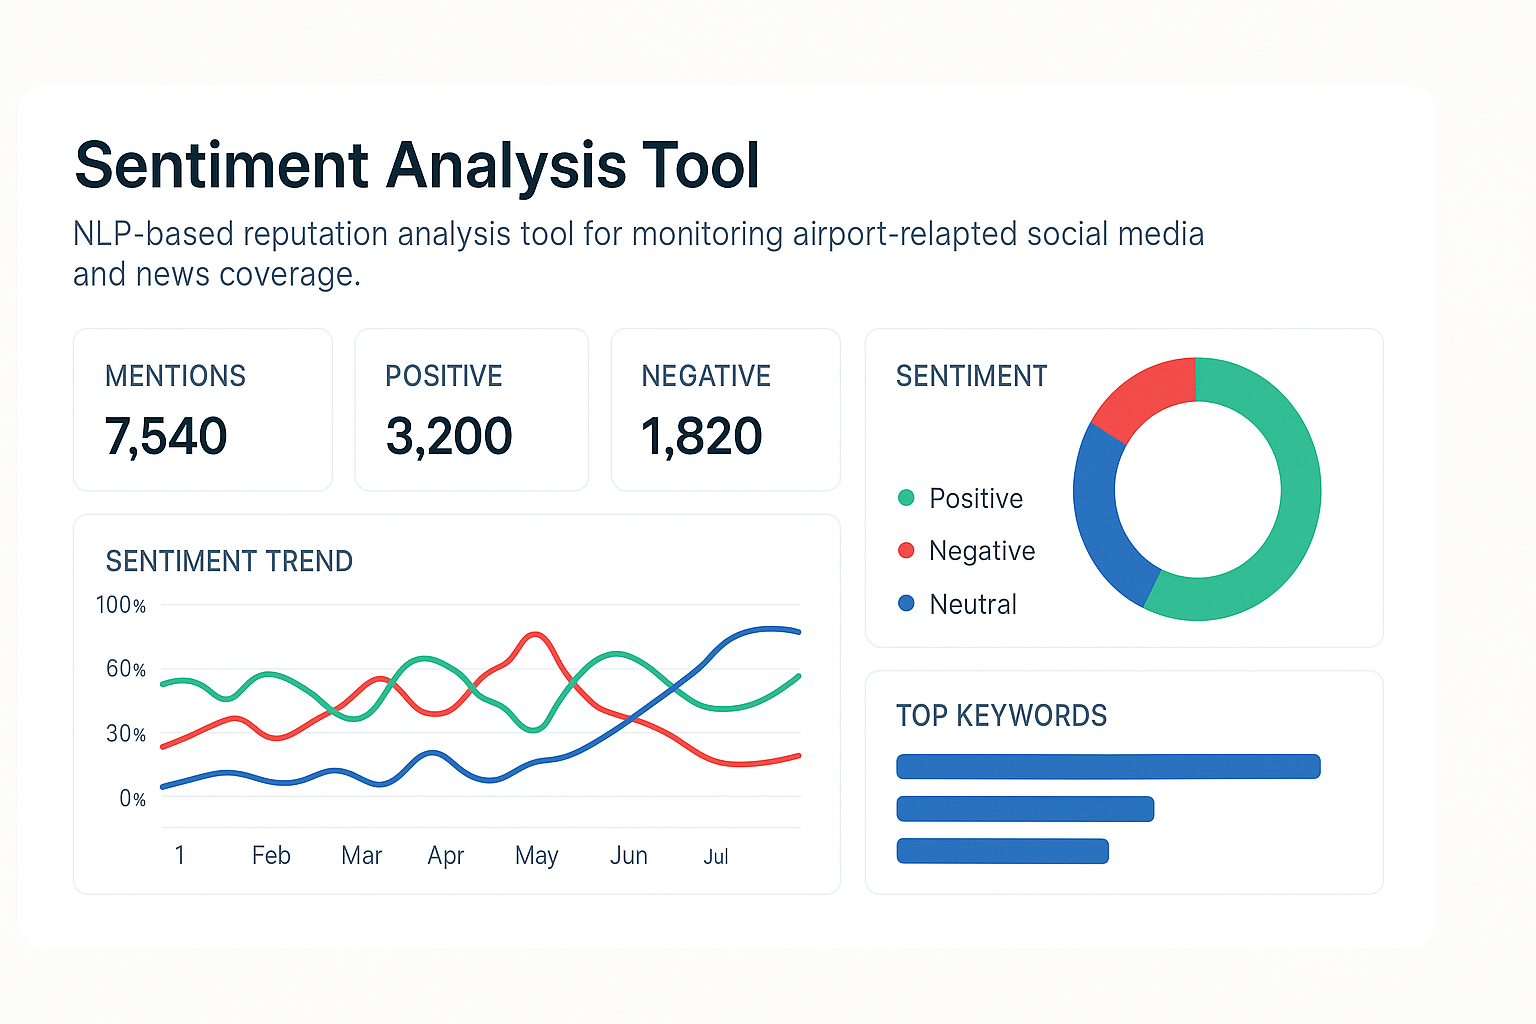 Sentiment Analysis Tool
NLP-based reputation analysis tool for monitoring airport-relapted social media
and news coverage.
MENTIONS
7,540
POSITIVE
3,200
NEGATIVE
1,820
SENTIMENT
Positive
Negative
Neutral
SENTIMENT TREND
100%
60%
30%
0%
1 Feb Mar Apr May Jun Jul
TOP KEYWORDS